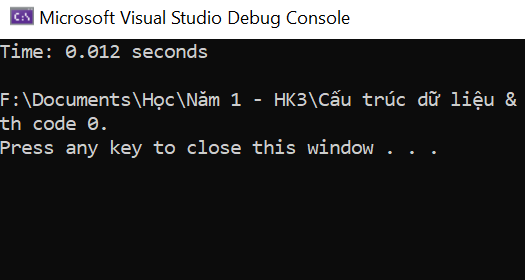 C:\ Microsoft Visual Studio Debug Console
Time: 0.012 seconds
F:\Documents\Học\Năm 1 - HK3\Cấu trúc dữ liệu &
th code 0.
Press any key to close this window . . .